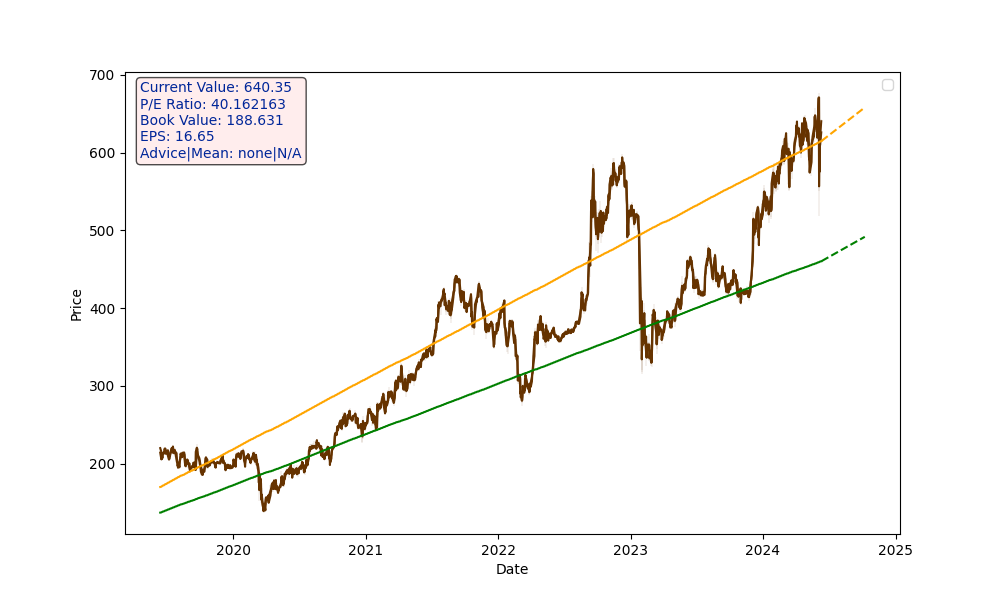 700
600
500
400
300
200
Price
Current Value: 640.35
P/E Ratio: 40.162163
Book Value: 188.631
EPS: 16.65
Advice|Mean: none|N/A
2020 2021 2022 2023 2024 2025
Date